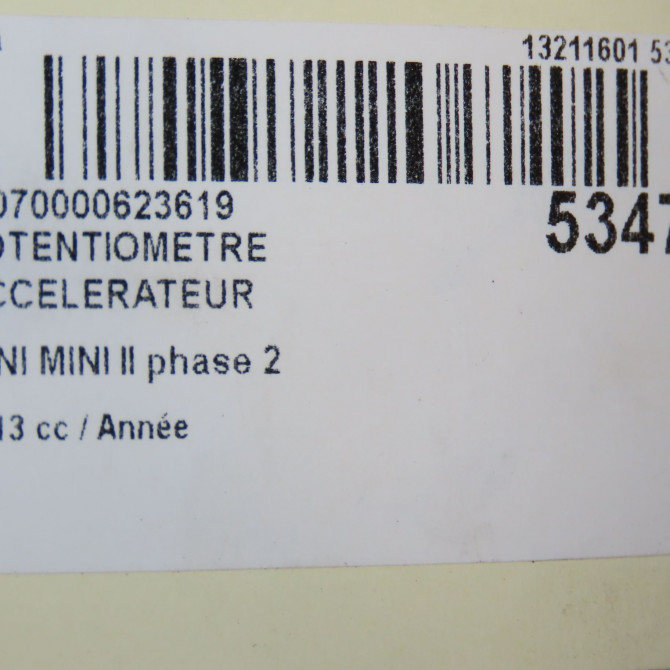 13211601 53
070000623619
5347
OTENTIOMETRE
CCELERATEUR
NI MINI II phase 2
13 cc / Année